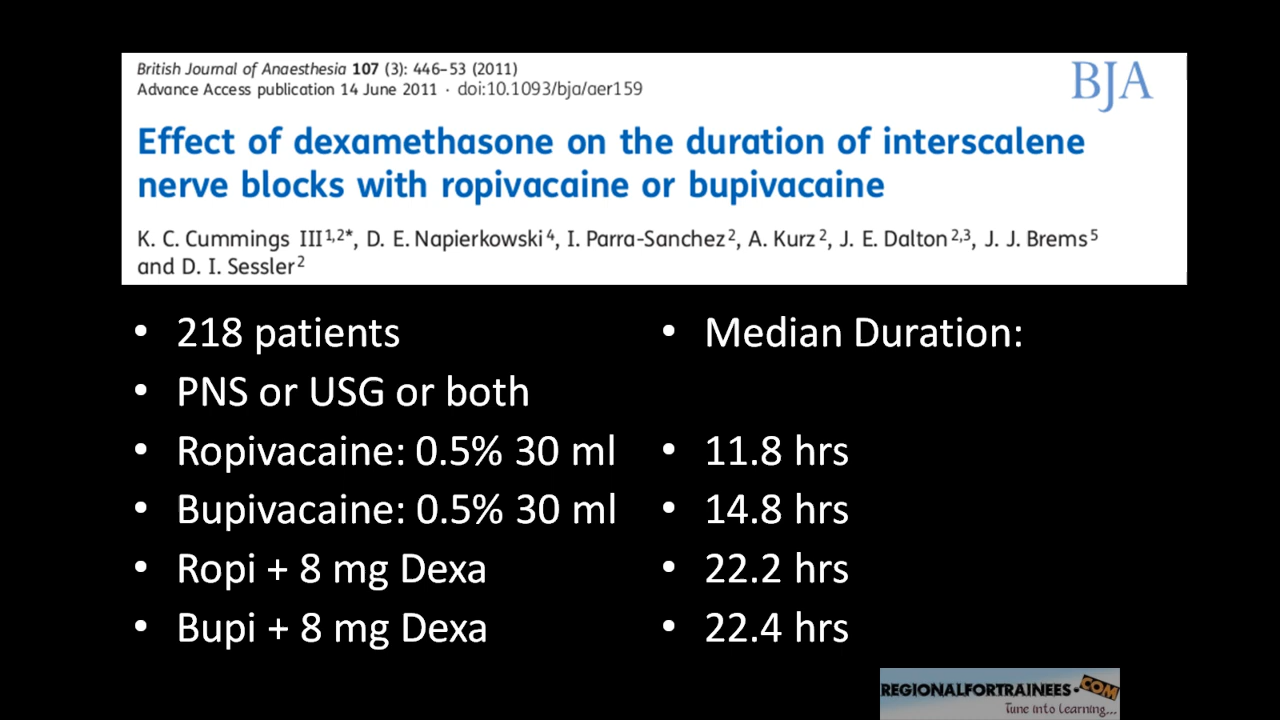 British Journal of Anaesthesia 107 (3): 446–53 (2011)
Advance Access publication 14 June 2011 · doi:10.1093/bja/aer159
BJA
Effect of dexamethasone on the duration of interscalene
nerve blocks with ropivacaine or bupivacaine
K. C. Cummings III1,2*, D. E. Napierkowski4, I. Parra-Sanchez2, A. Kurz2, J. E. Dalton2,3, J. J. Brems5
and D. I. Sessler2
• 218 patients
• PNS or USG or both
• Ropivacaine: 0.5% 30 ml
• Bupivacaine: 0.5% 30 ml
• Ropi + 8 mg Dexa
• Bupi + 8 mg Dexa
• Median Duration:
• 11.8 hrs
• 14.8 hrs
• 22.2 hrs
• 22.4 hrs
REGIONALFORTRAINEES.COM
Tune into Learning...